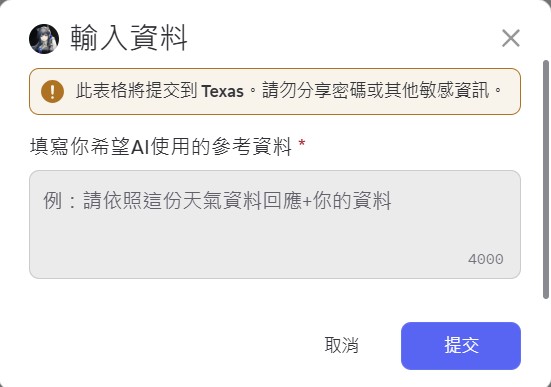 輸入資料
此表格將提交到 Texas。請勿分享密碼或其他敏感資訊。
填寫你希望AI使用的參考資料 *
例：請依照這份天氣資料回應+你的資料
4000
取消
提交